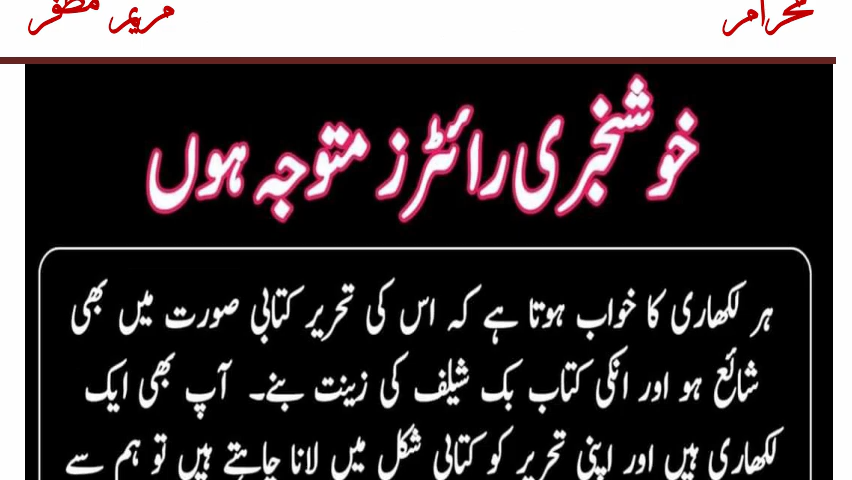 سحرِ امر مریم مظفر
خوشخبری رائٹرز متوجہ ہوں
ہر لکھاری کا خواب ہوتا ہے کہ اس کی تحریر کتابی صورت میں بھی
شائع ہو اور انکی کتاب بک شیلف کی زینت بنے۔ آپ بھی ایک
لکھاری ہیں اور اپنی تحریر کو کتابی شکل میں لانا چاہتے ہیں تو ہم سے